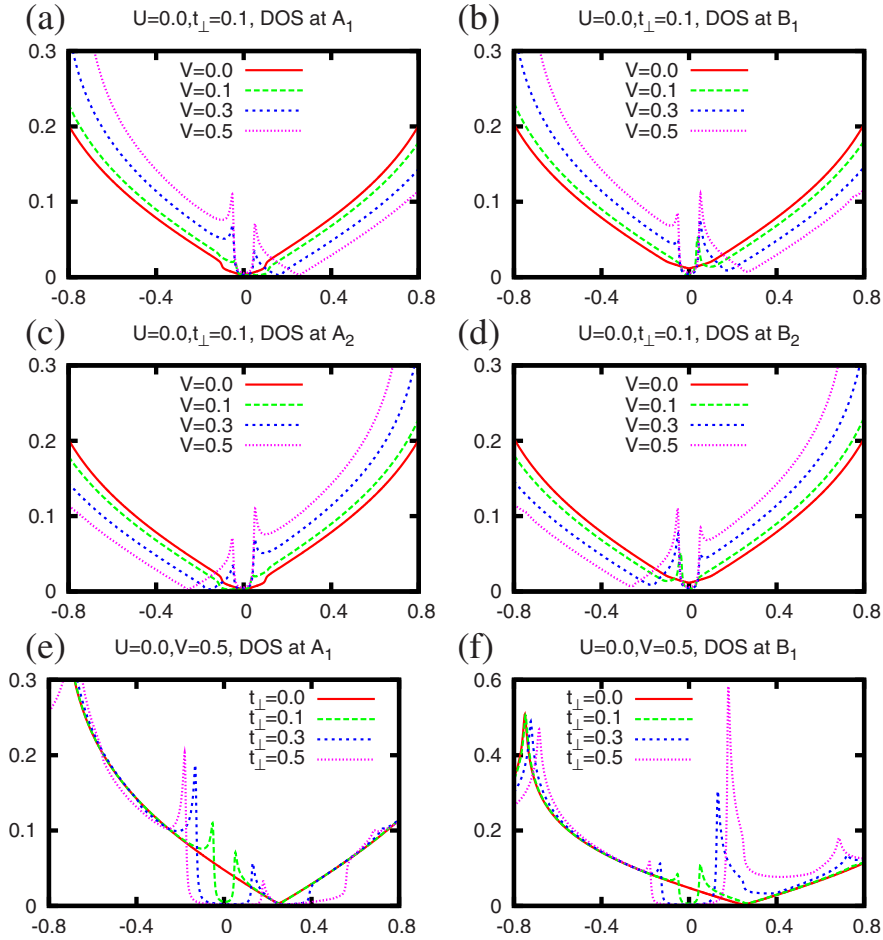 (a) U=0.0,t⊥=0.1, DOS at A₁
0.3
0.2
0.1
0
V=0.0
V=0.1
V=0.3
V=0.5
-0.8 -0.4 0 0.4 0.8
(b) U=0.0,t⊥=0.1, DOS at B₁
0.3
0.2
0.1
0
V=0.0
V=0.1
V=0.3
V=0.5
-0.8 -0.4 0 0.4 0.8
(c) U=0.0,t⊥=0.1, DOS at A₂
0.3
0.2
0.1
0
V=0.0
V=0.1
V=0.3
V=0.5
-0.8 -0.4 0 0.4 0.8
(d) U=0.0,t⊥=0.1, DOS at B₂
0.3
0.2
0.1
0
V=0.0
V=0.1
V=0.3
V=0.5
-0.8 -0.4 0 0.4 0.8
(e) U=0.0,V=0.5, DOS at A₁
0.3
0.2
0.1
0
t⊥=0.0
t⊥=0.1
t⊥=0.3
t⊥=0.5
-0.8 -0.4 0 0.4 0.8
(f) U=0.0,V=0.5, DOS at B₁
0.6
0.4
0.2
0
t⊥=0.0
t⊥=0.1
t⊥=0.3
t⊥=0.5
-0.8 -0.4 0 0.4 0.8